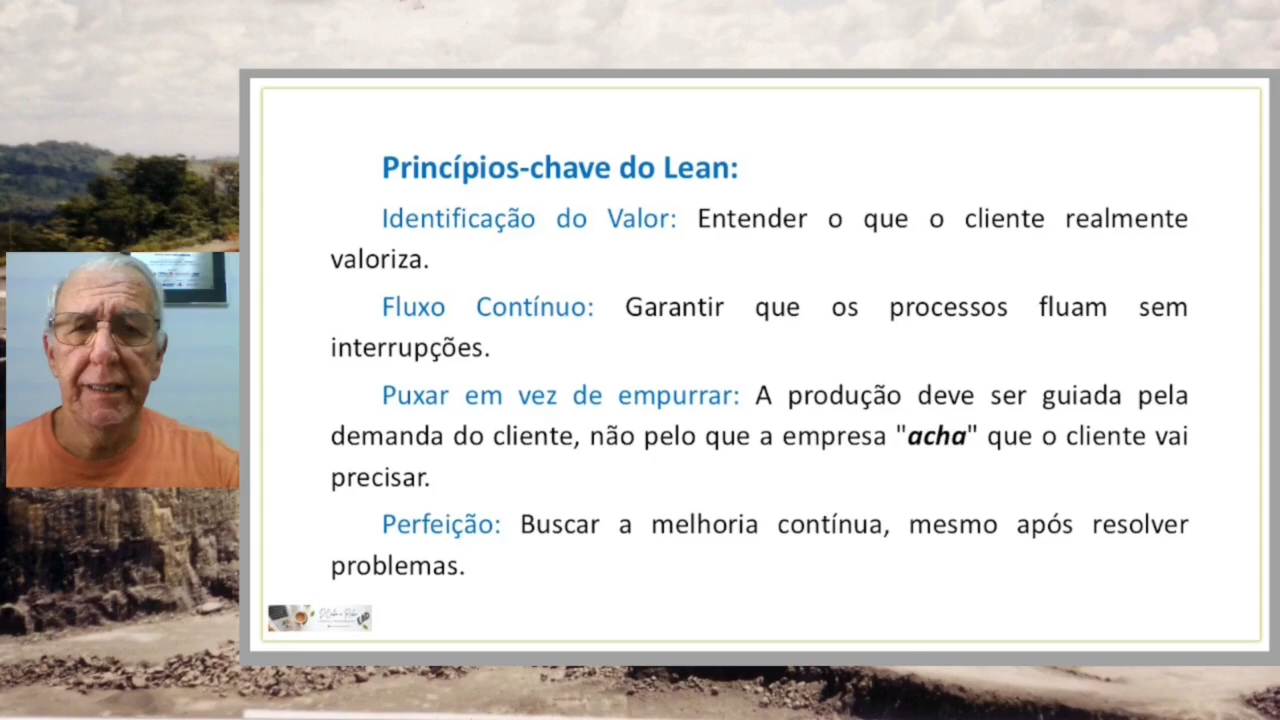 Princípios-chave do Lean:
Identificação do Valor: Entender o que o cliente realmente
valoriza.
Fluxo Contínuo: Garantir que os processos fluam sem
interrupções.
Puxar em vez de empurrar: A produção deve ser guiada pela
demanda do cliente, não pelo que a empresa "acha" que o cliente vai
precisar.
Perfeição: Buscar a melhoria contínua, mesmo após resolver
problemas.